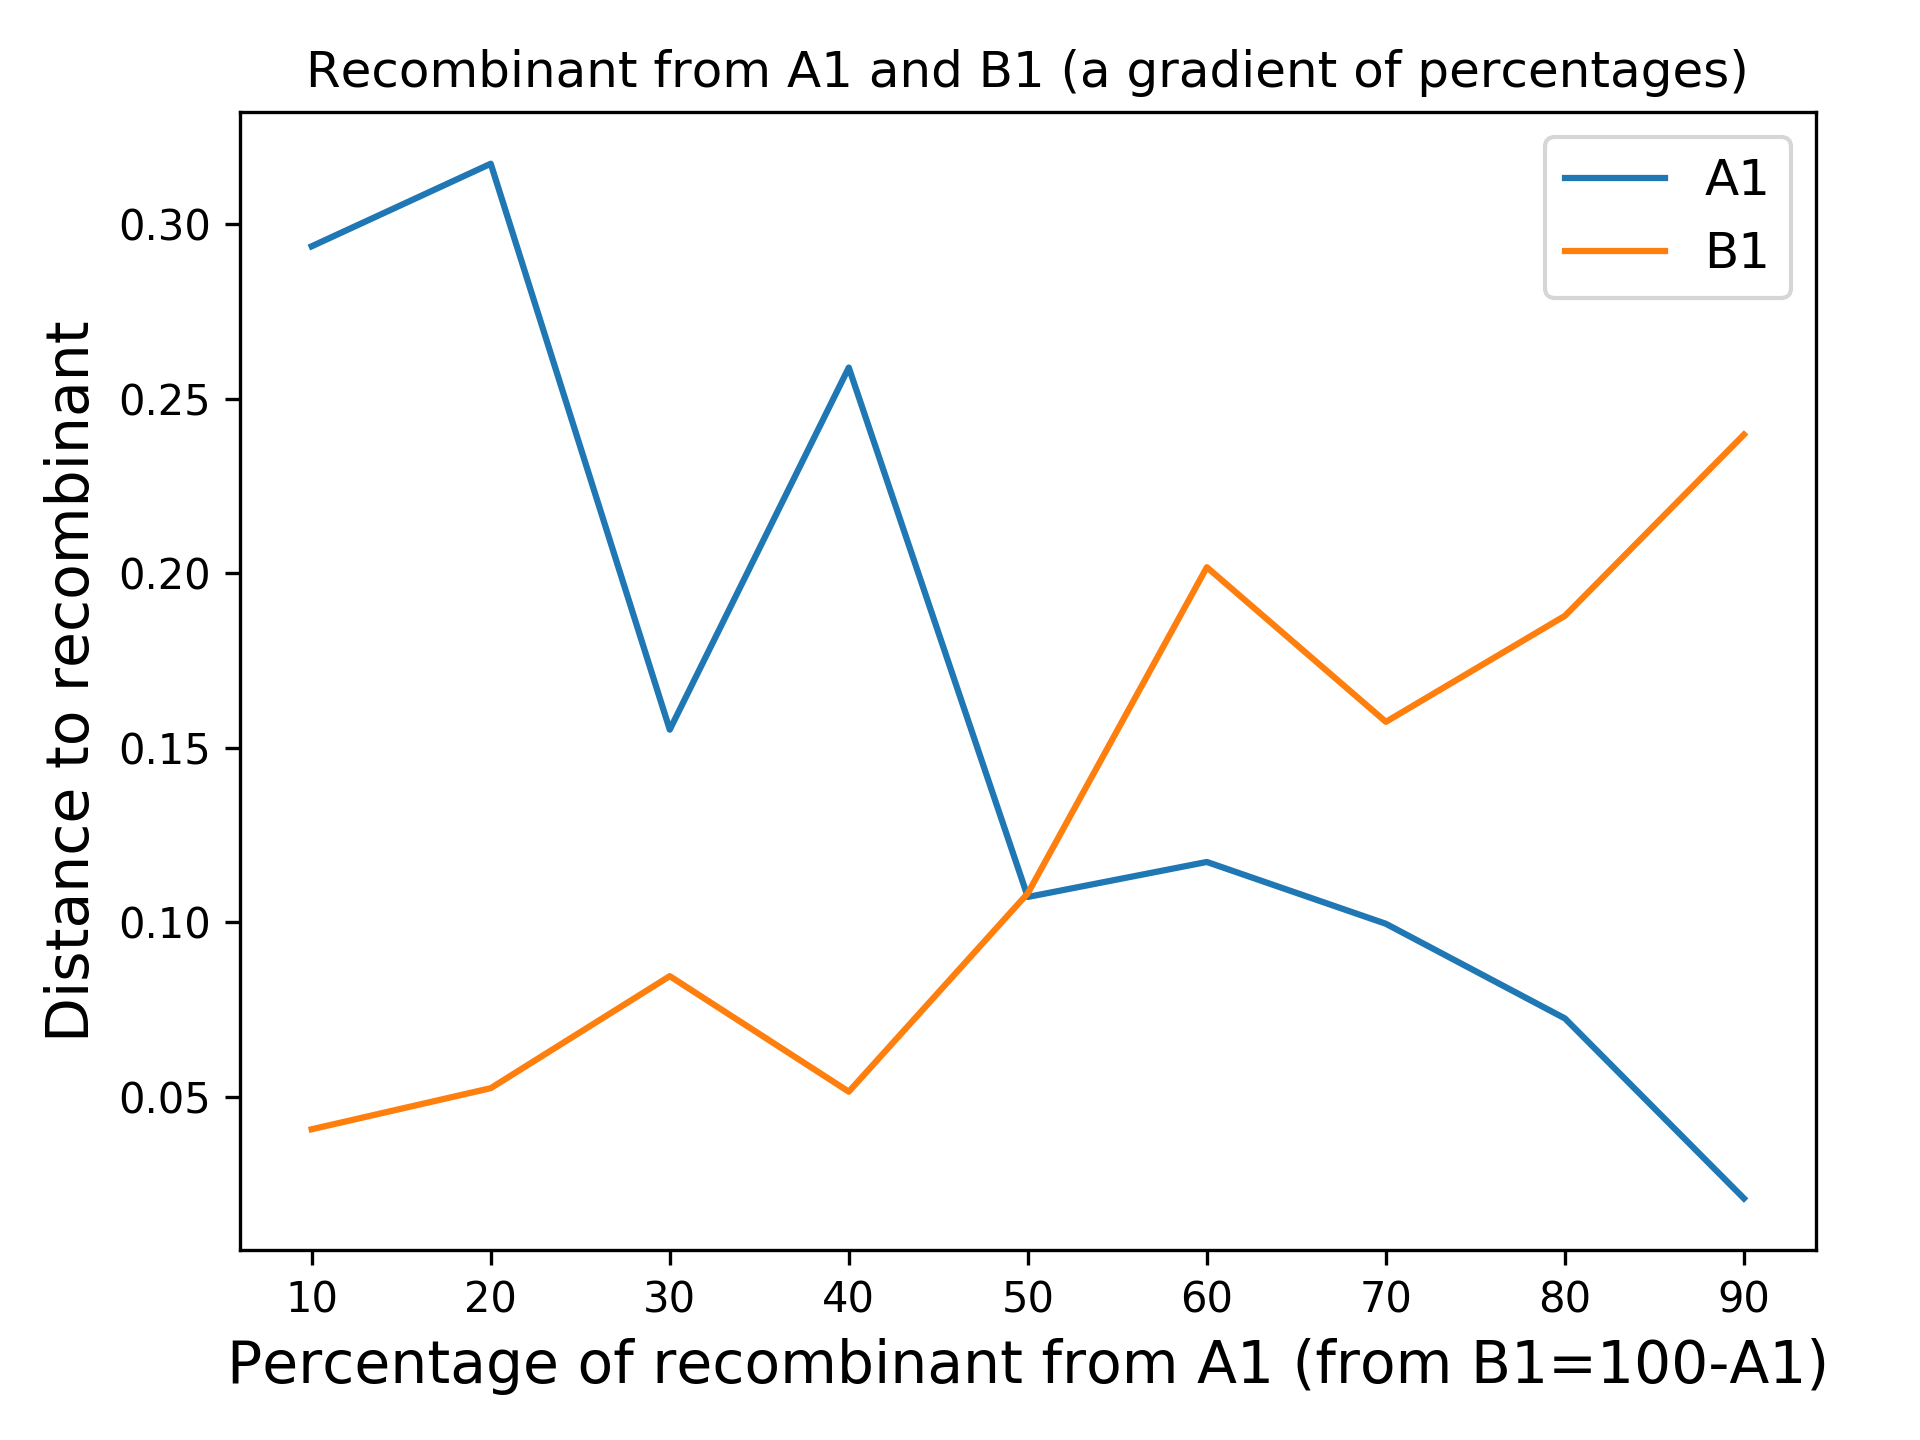 Recombinant from A1 and B1 (a gradient of percentages)
A1
B1
Distance to recombinant
0.30
0.25
0.20
0.15
0.10
0.05
10 20 30 40 50 60 70 80 90
Percentage of recombinant from A1 (from B1=100-A1)